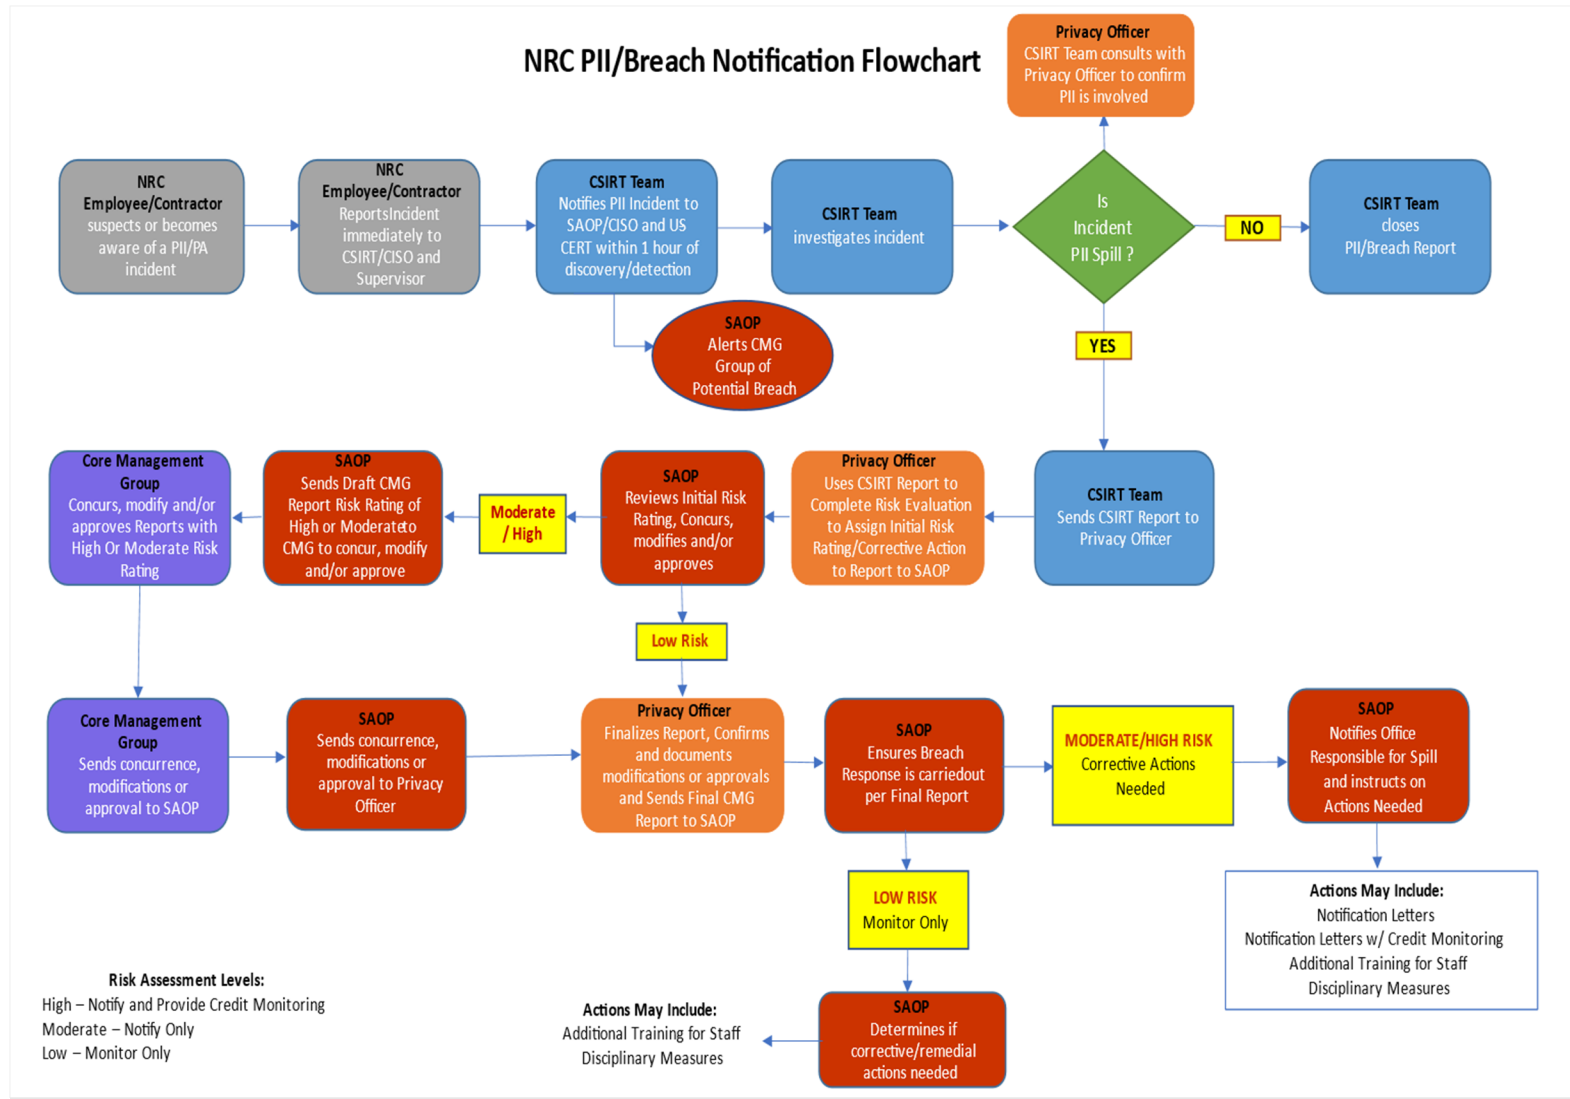 NRC PII/Breach Notification Flowchart
Privacy Officer
CSIRT Team consults with
Privacy Officer to confirm
PII is involved
NRC
Employee/Contractor
suspects or becomes
aware of a PII/PA
incident
NRC
Employee/Contractor
ReportsIncident
immediately to
CSIRT/CISO and
Supervisor
CSIRT Team
Notifies PII Incident to
SAOP/CISO and US
CERT within 1 hour of
discovery/detection
CSIRT Team
investigates incident
Is
Incident
PII Spill ?
NO
CSIRT Team
closes
PII/Breach Report
SAOP
Alerts CMG
Group of
Potential Breach
YES
Core Management
Group
Concurs, modify and/or
approves Reports with
High Or Moderate Risk
Rating
SAOP
Sends Draft CMG
Report Risk Rating of
High or Moderateto
CMG to concur, modify
and/or approve
Moderate
/ High
SAOP
Reviews Initial Risk
Rating, Concurs,
modifies and/or
approves
Privacy Officer
Uses CSIRT Report to
Complete Risk Evaluation
to Assign Initial Risk
Rating/Corrective Action
to Report to SAOP
CSIRT Team
Sends CSIRT Report to
Privacy Officer
Low Risk
Core Management
Group
Sends concurrence,
modifications or
approval to SAOP
SAOP
Sends concurrence,
modifications or
approval to Privacy
Officer
Privacy Officer
Finalizes Report, Confirms
and documents
modifications or approvals
and Sends Final CMG
Report to SAOP
SAOP
Ensures Breach
Response is carriedout
per Final Report
MODERATE/HIGH RISK
Corrective Actions
Needed
SAOP
Notifies Office
Responsible for Spill
and instructs on
Actions Needed
LOW RISK
Monitor Only
Actions May Include:
Notification Letters
Notification Letters w/ Credit Monitoring
Additional Training for Staff
Disciplinary Measures
Risk Assessment Levels:
High – Notify and Provide Credit Monitoring
Moderate – Notify Only
Low – Monitor Only
Actions May Include:
Additional Training for Staff
Disciplinary Measures
SAOP
Determines if
corrective/remedial
actions needed